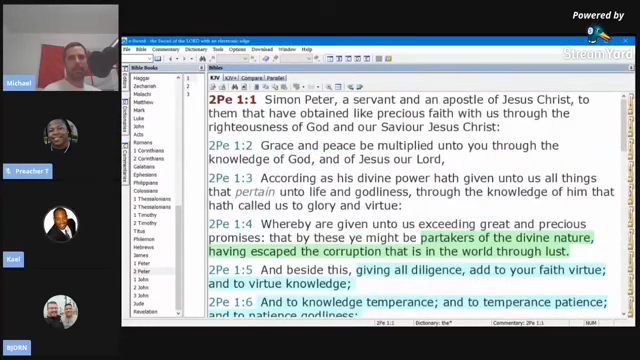 Powered by
StreamYard
e-Sword: the Sword of the LORD with an electronic edge
File Bible Commentary Dictionary Tools Options Download Window Help
Bible Books
Bibles
KJV KJV+ Compare Parallel
Haggai
Zechariah
Malachi
Matthew
Mark
Luke
John
Acts
Romans
1 Corinthians
2 Corinthians
Galatians
Ephesians
Philippians
Colossians
1 Thessalonians
2 Thessalonians
1 Timothy
2 Timothy
Titus
Philemon
Hebrews
James
1 Peter
2 Peter
1 John
2 John
3 John
Jude
Revelation
1
2
3
2Pe 1:1 Simon Peter, a servant and an apostle of Jesus Christ, to
them that have obtained like precious faith with us through the
righteousness of God and our Saviour Jesus Christ:
2Pe 1:2 Grace and peace be multiplied unto you through the
knowledge of God, and of Jesus our Lord,
2Pe 1:3 According as his divine power hath given unto us all things
that pertain unto life and godliness, through the knowledge of him that
hath called us to glory and virtue:
2Pe 1:4 Whereby are given unto us exceeding great and precious
promises: that by these ye might be partakers of the divine nature,
having escaped the corruption that is in the world through lust.
2Pe 1:5 And beside this, giving all diligence, add to your faith virtue;
and to virtue knowledge;
2Pe 1:6 And to knowledge temperance; and to temperance patience;
and to patience godliness;
2Pe 1:1
Commentary: 2Pe 1:1
NUM
Michael
Preacher T
Kael
BJORN